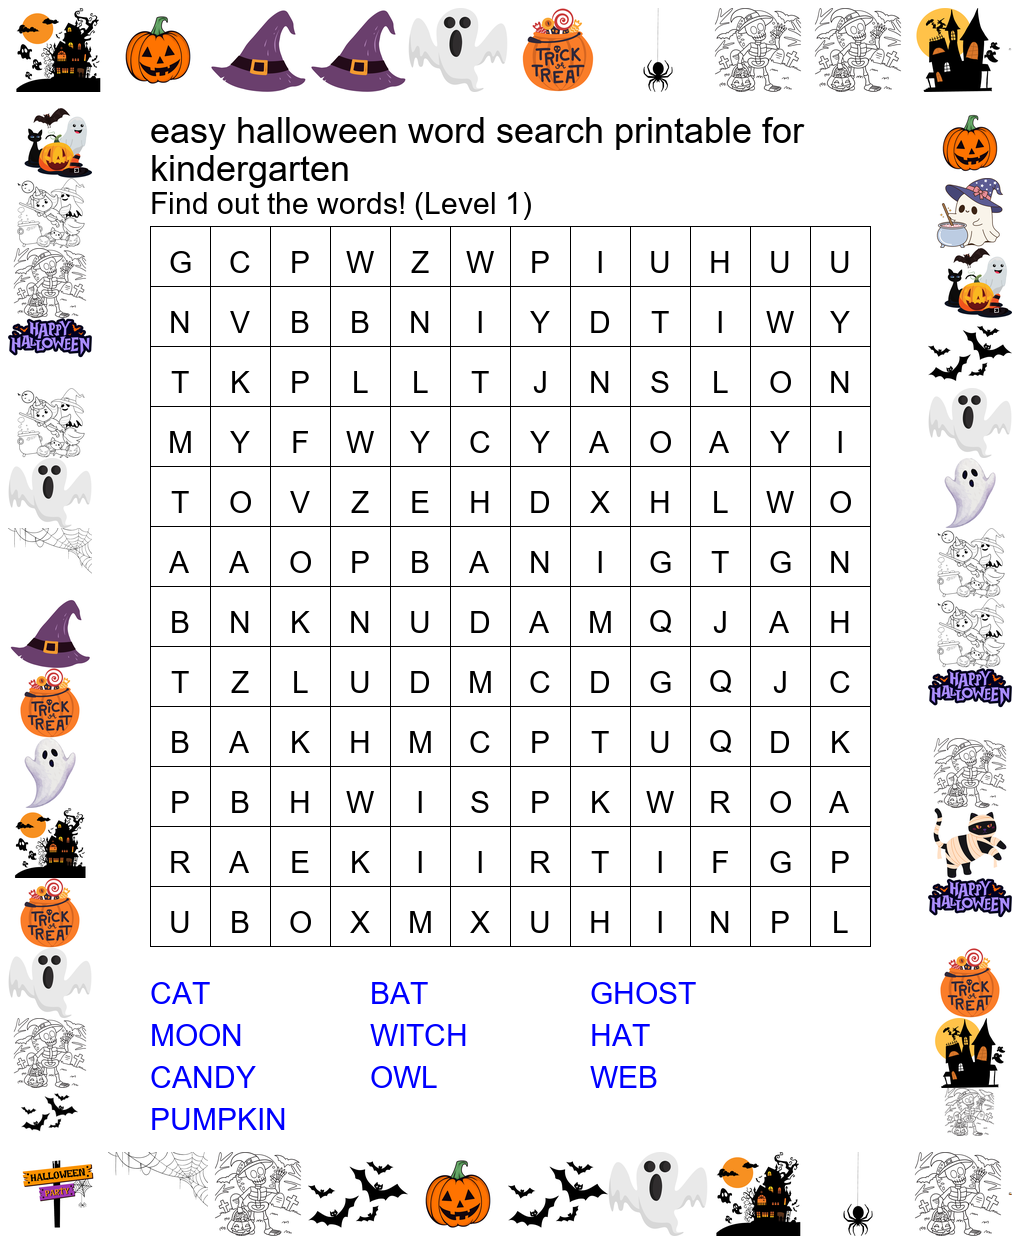 TRICK
or
TREAT
easy halloween word search printable for
kindergarten
Find out the words! (Level 1)
G C P W Z W P I U H U U
N V B B N I Y D T I W Y
T K P L L T J N S L O N
M Y F W Y C Y A O A Y I
T O V Z E H D X H L W O
A A O P B A N I G T G N
B N K N U D A M Q J A H
T Z L U D M C D G Q J C
B A K H M C P T U Q D K
P B H W I S P K W R O A
R A E K I I R T I F G P
U B O X M X U H I N P L
CAT BAT GHOST
MOON WITCH HAT
CANDY OWL WEB
PUMPKIN
HAPPY
HALLOWEEN
TRICK
or
TREAT
TRICK
or
TREAT
HAPPY
HALLOWEEN
HAPPY
HALLOWEEN
TRICK
or
TREAT
HALLOWEEN
PARTY